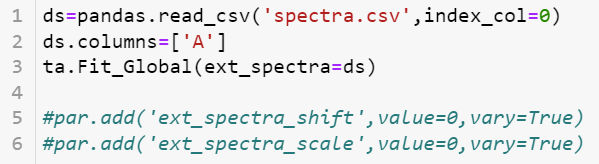 1 ds=pandas.read_csv('spectra.csv',index_col=0)
2 ds.columns=['A']
3 ta.Fit_Global(ext_spectra=ds)
4
5 #par.add('ext_spectra_shift',value=0,vary=True)
6 #par.add('ext_spectra_scale',value=0,vary=True)